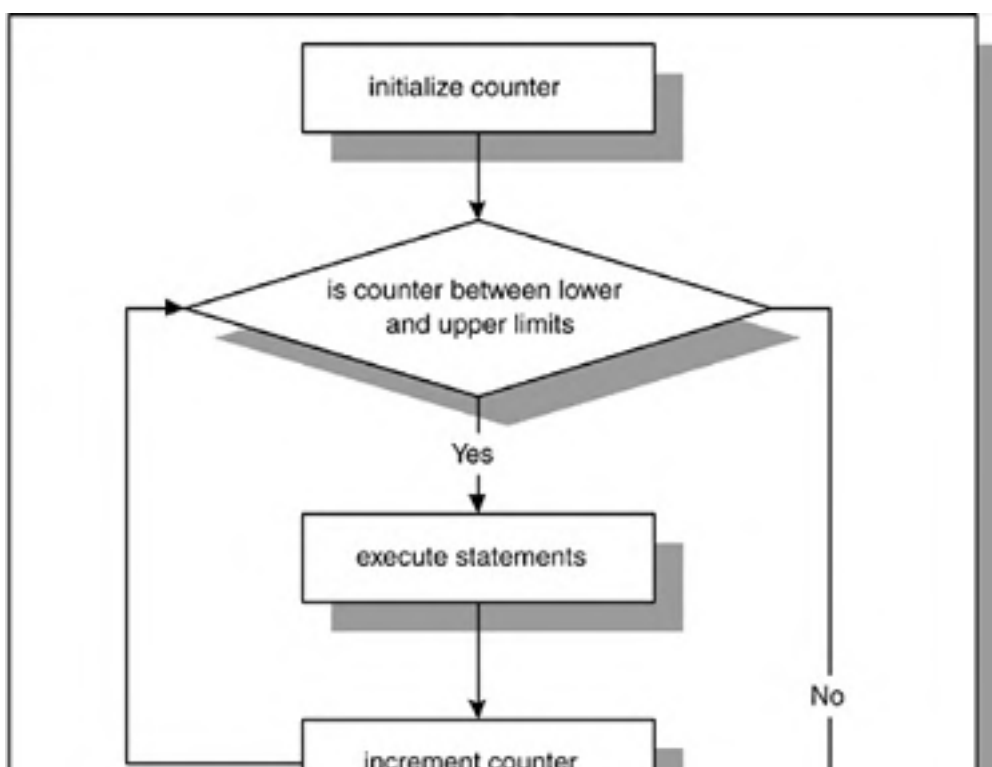 initialize counter
is counter between lower
and upper limits
Yes
execute statements
No
increment counter